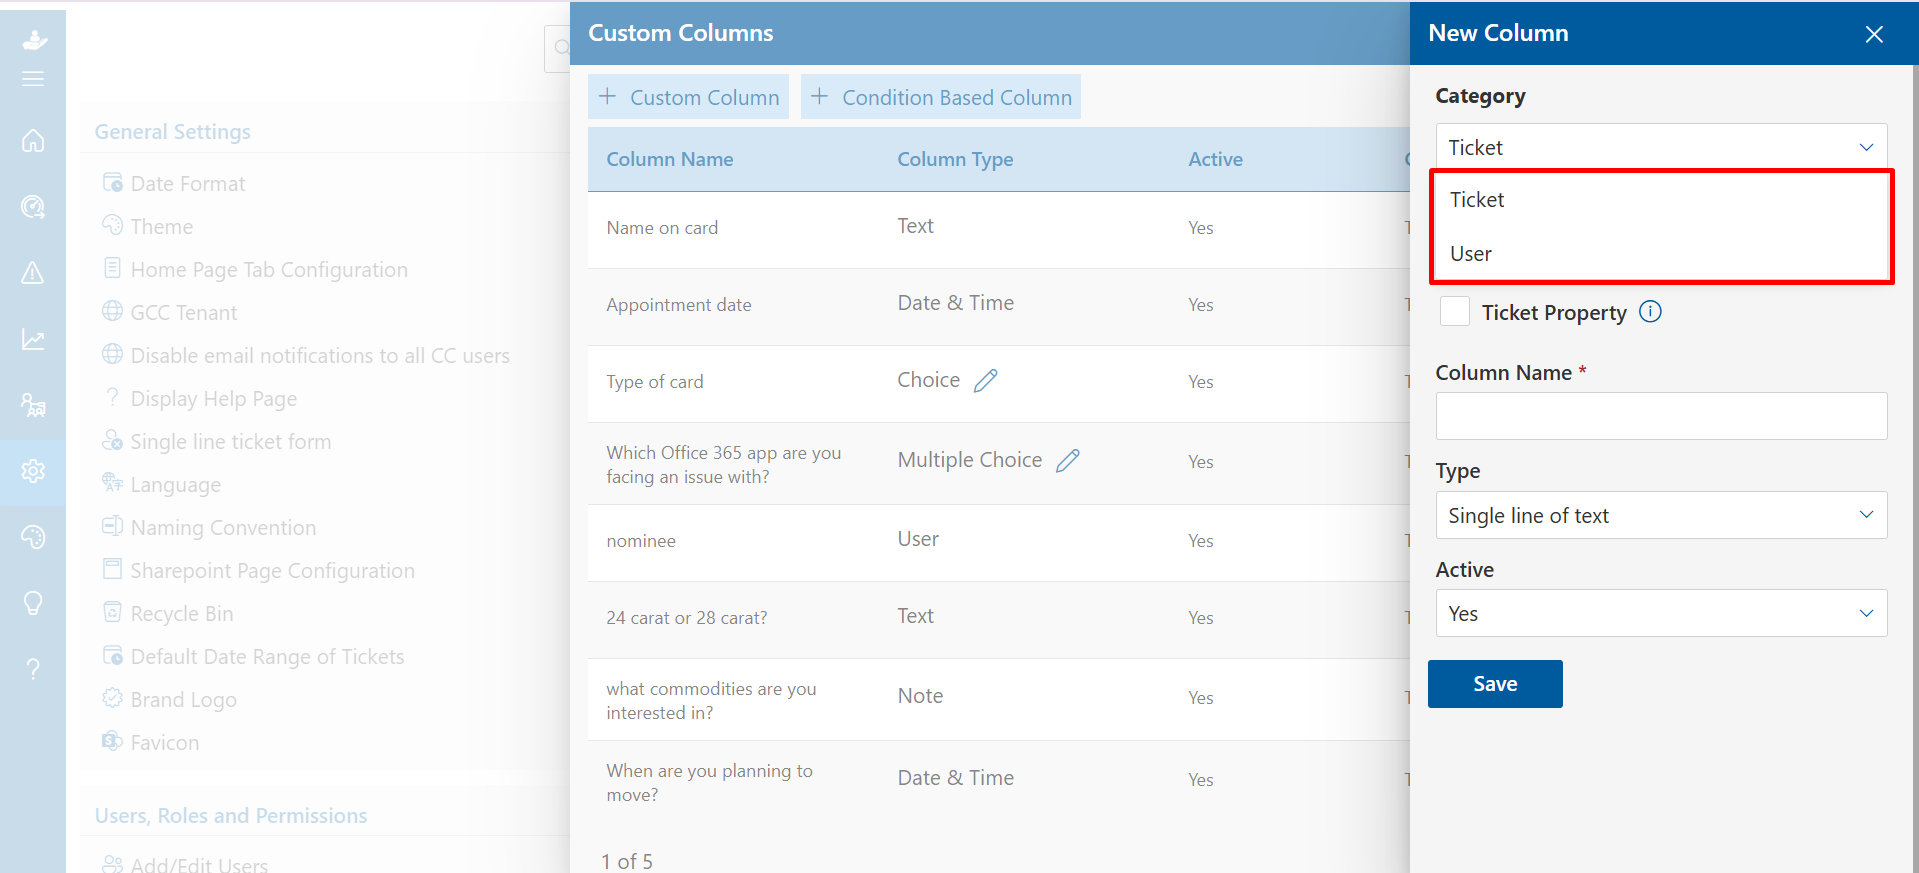 General Settings
Date Format
Theme
Home Page Tab Configuration
GCC Tenant
Disable email notifications to all CC users
Display Help Page
Single line ticket form
Language
Naming Convention
Sharepoint Page Configuration
Recycle Bin
Default Date Range of Tickets
Brand Logo
Favicon
Users, Roles and Permissions
Add/Edit Users
Custom Columns
Custom Column
Condition Based Column
Column Name Column Type Active
Name on card Text Yes
Appointment date Date & Time Yes
Type of card Choice Yes
Which Office 365 app are you
facing an issue with? Multiple Choice Yes
nominee User Yes
24 carat or 28 carat? Text Yes
what commodities are you
interested in? Note Yes
When are you planning to
move? Date & Time Yes
1 of 5
New Column
Category
Ticket
Ticket
User
Ticket Property
Column Name *
Type
Single line of text
Active
Yes
Save